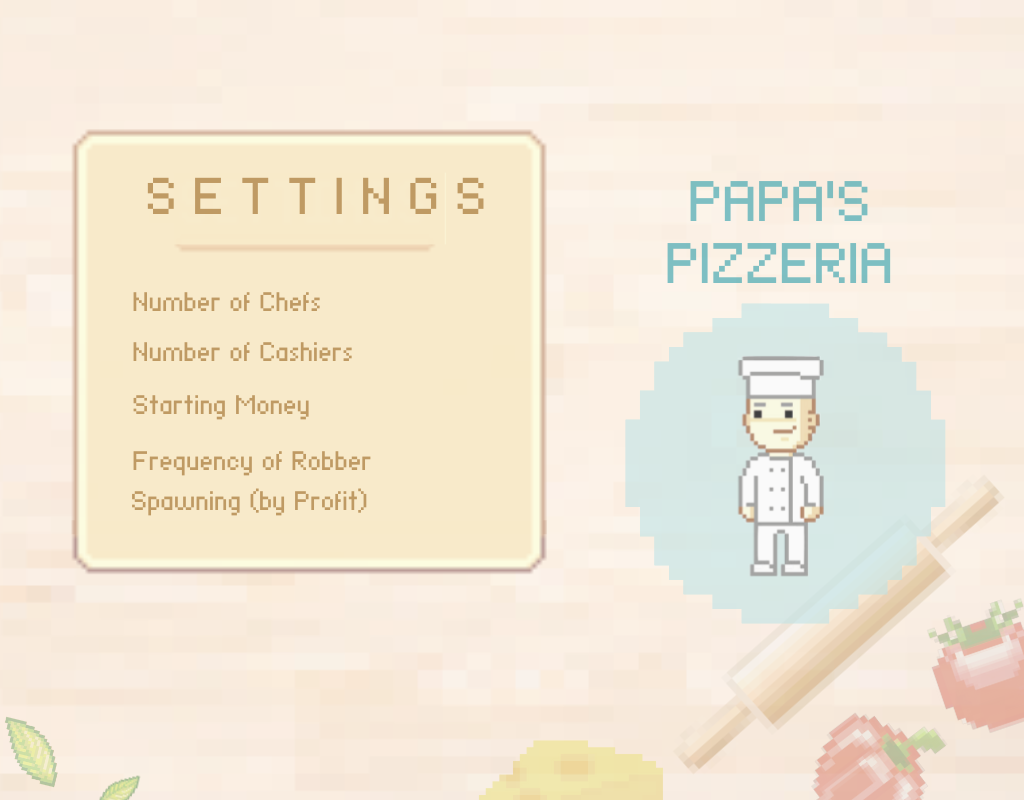 SETTINGS
Number of Chefs
Number of Cashiers
Starting Money
Frequency of Robber
Spawning (by Profit)
PAPA'S
PIZZERIA